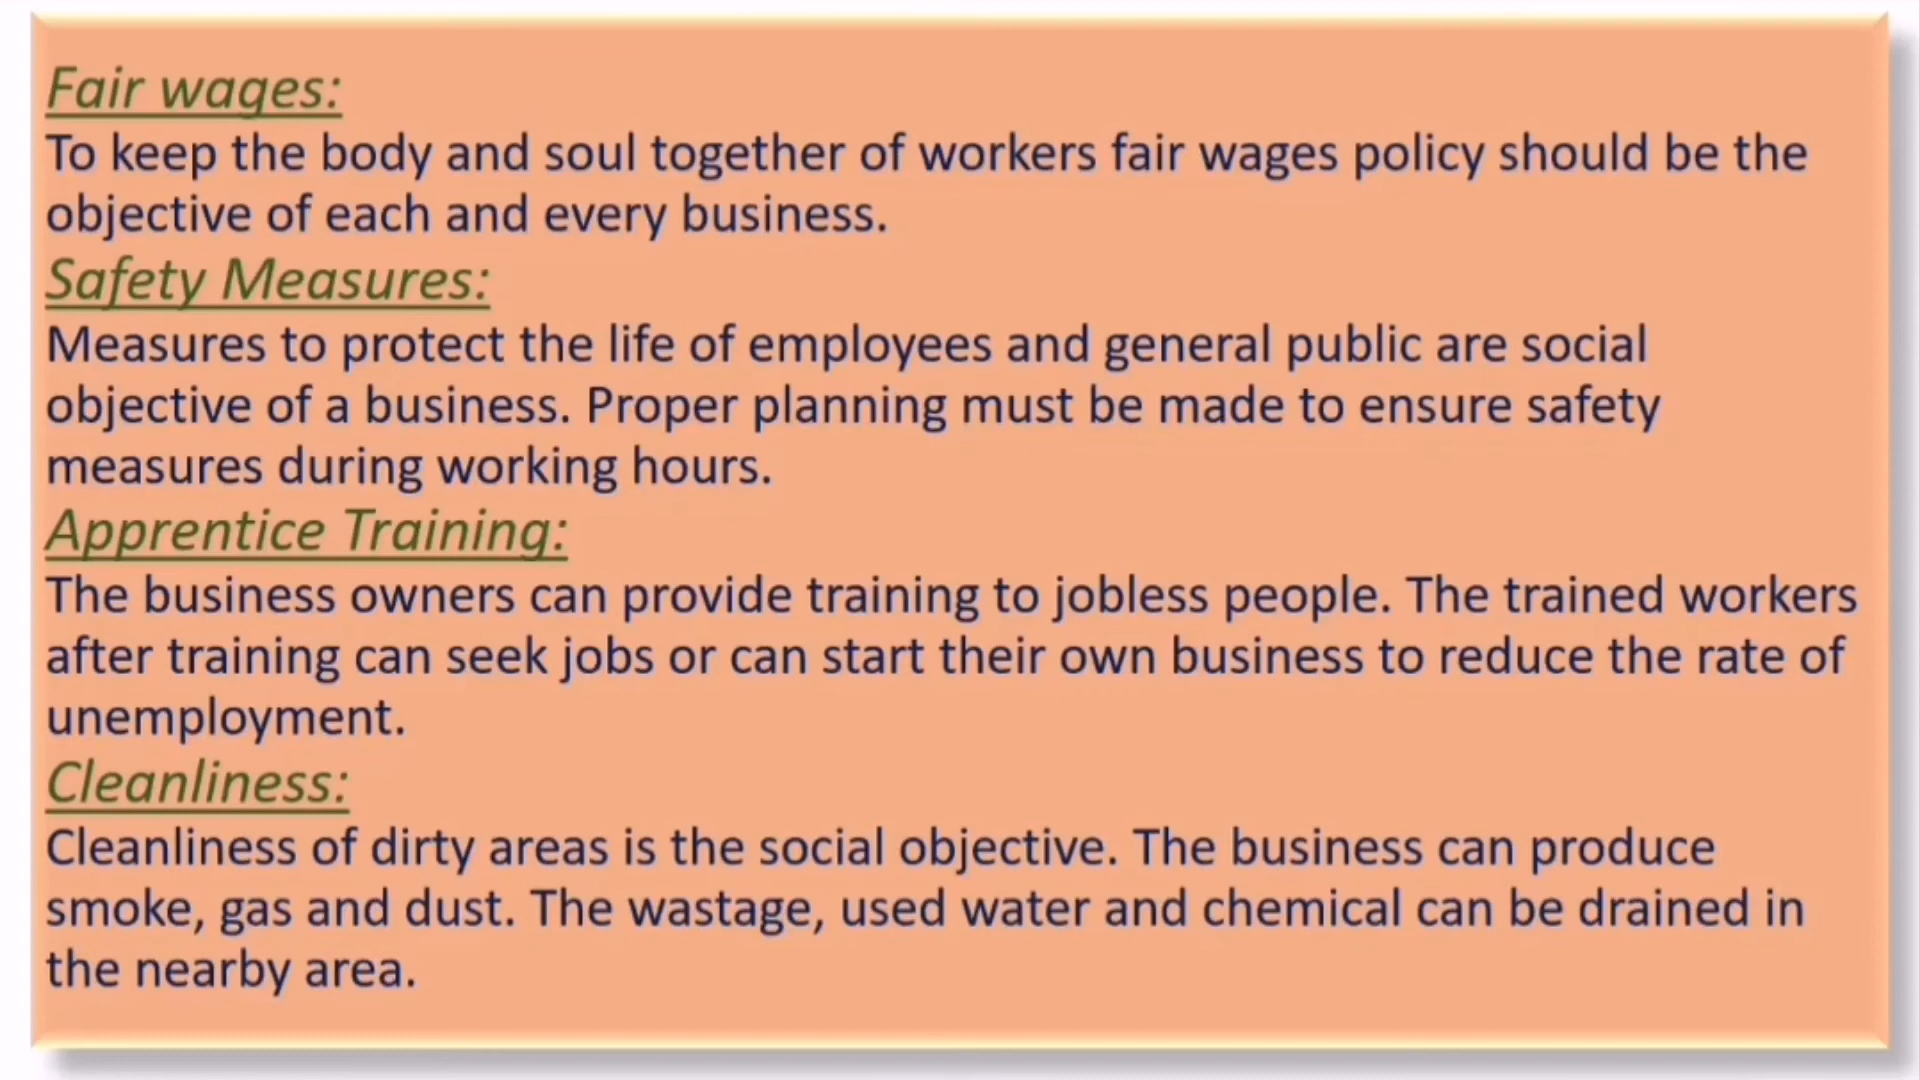 Fair wages:
To keep the body and soul together of workers fair wages policy should be the
objective of each and every business.
Safety Measures:
Measures to protect the life of employees and general public are social
objective of a business. Proper planning must be made to ensure safety
measures during working hours.
Apprentice Training:
The business owners can provide training to jobless people. The trained workers
after training can seek jobs or can start their own business to reduce the rate of
unemployment.
Cleanliness:
Cleanliness of dirty areas is the social objective. The business can produce
smoke, gas and dust. The wastage, used water and chemical can be drained in
the nearby area.